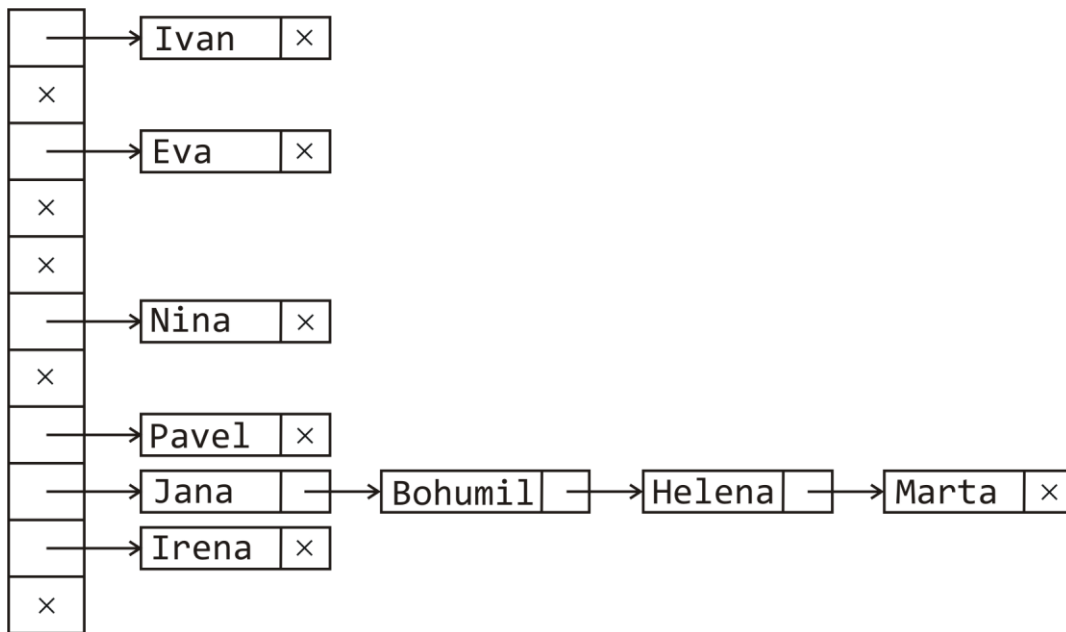 Ivan ×
×
Eva ×
×
×
Nina ×
×
Pavel ×
Jana Bohumil Helena Marta ×
Irena ×
×